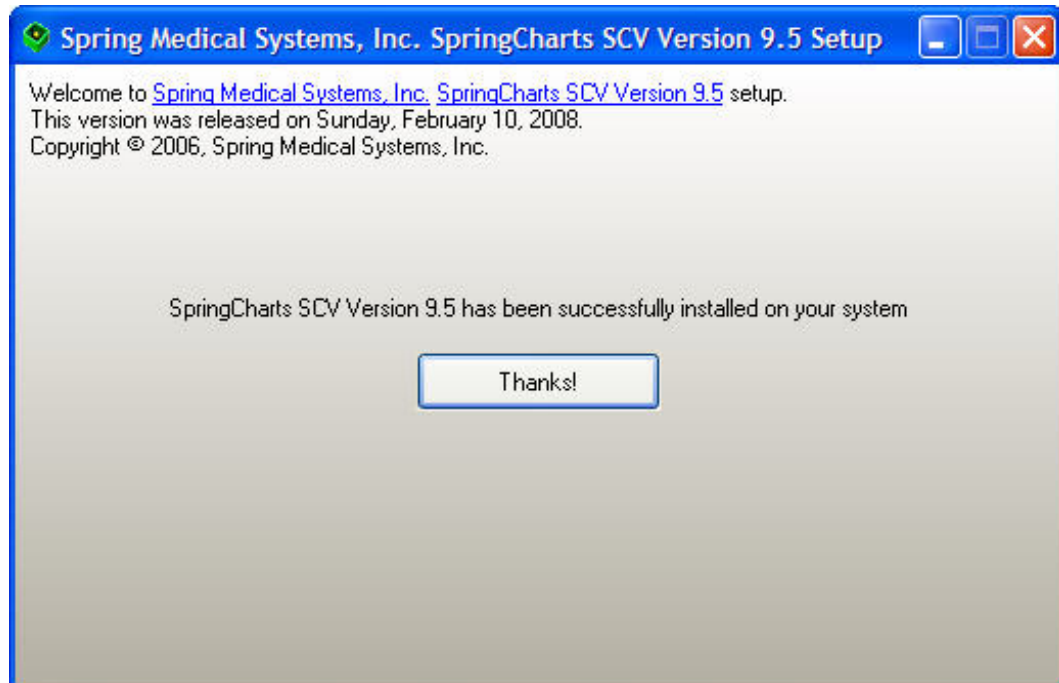 Spring Medical Systems, Inc. SpringCharts SCV Version 9.5 Setup
Welcome to Spring Medical Systems, Inc. SpringCharts SCV Version 9.5 setup.
This version was released on Sunday, February 10, 2008.
Copyright © 2006, Spring Medical Systems, Inc.
SpringCharts SCV Version 9.5 has been successfully installed on your system
Thanks!